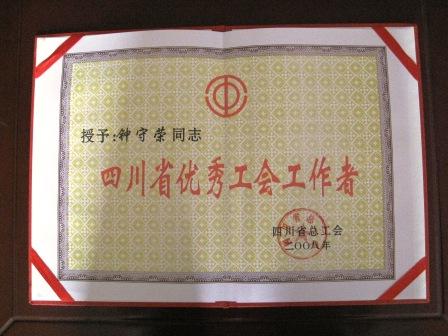 授予:钟守荣同志
四川省优秀工会工作者
四川省总工会
二〇〇八年